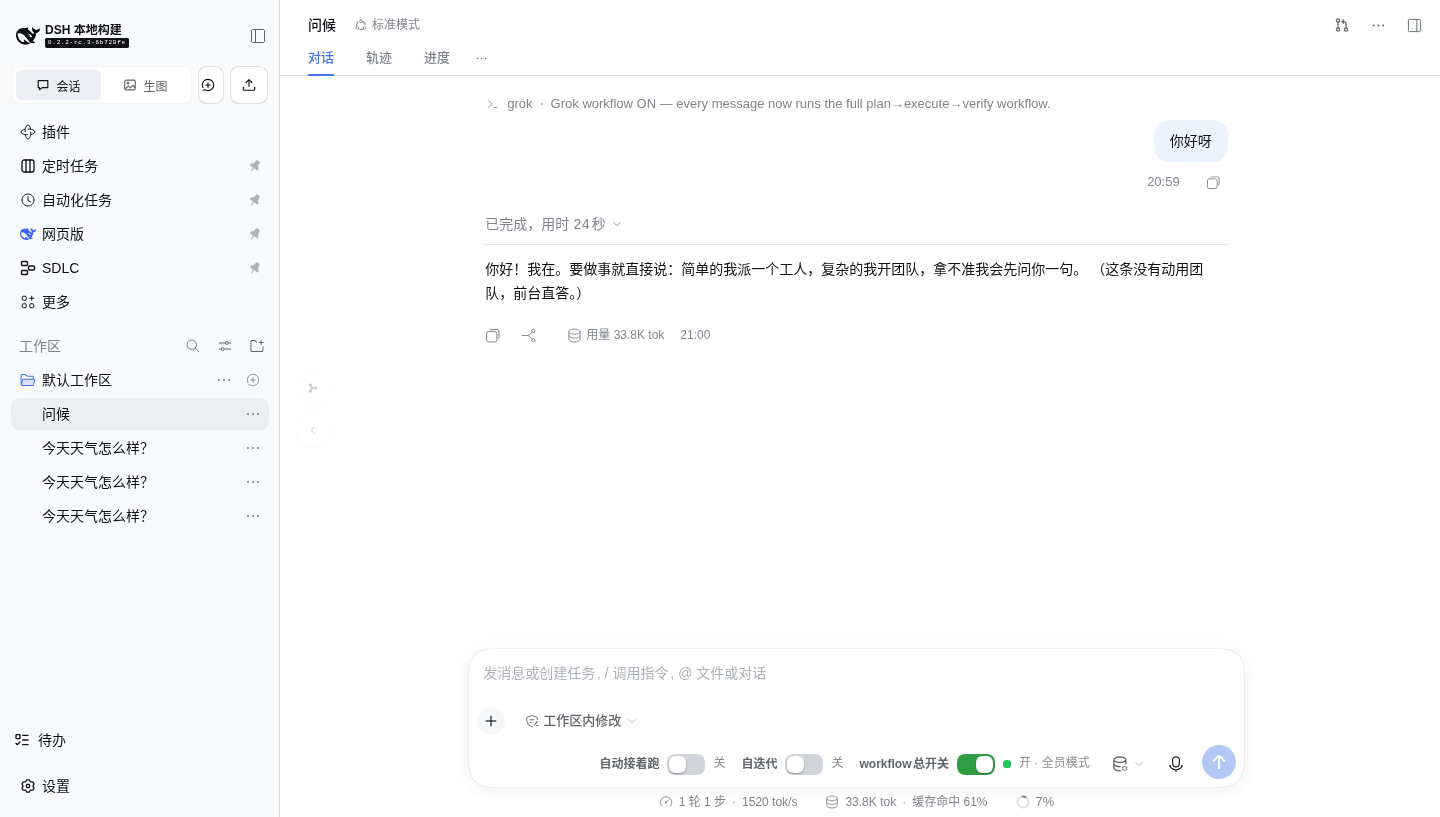 DSH 本地构建
0.2.2-rc.3-6b729fe
会话
生图
插件
定时任务
自动化任务
网页版
SDLC
更多
工作区
默认工作区
问候
今天天气怎么样?
今天天气怎么样?
今天天气怎么样?
待办
设置
问候
标准模式
对话
轨迹
进度
grok · Grok workflow ON — every message now runs the full plan→execute→verify workflow.
你好呀
20:59
已完成，用时 24秒
你好！我在。要做事就直接说：简单的我派一个工人，复杂的我开团队，拿不准我会先问你一句。（这条没有动用团
队，前台直答。）
用量 33.8K tok
21:00
发消息或创建任务, / 调用指令, @ 文件或对话
工作区内修改
自动接着跑
关
自迭代
关
workflow总开关
开 · 全员模式
1 轮 1 步 · 1520 tok/s
33.8K tok · 缓存命中 61%
7%